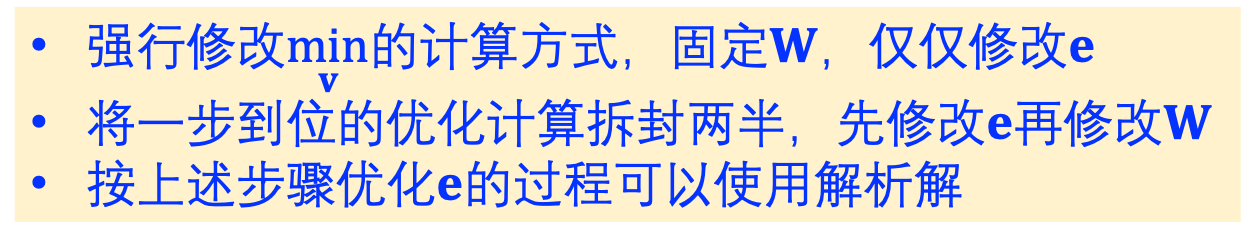 • 强行修改min的计算方式，固定W，仅仅修改e
v
• 将一步到位的优化计算拆封两半，先修改e再修改W
• 按上述步骤优化e的过程可以使用解析解